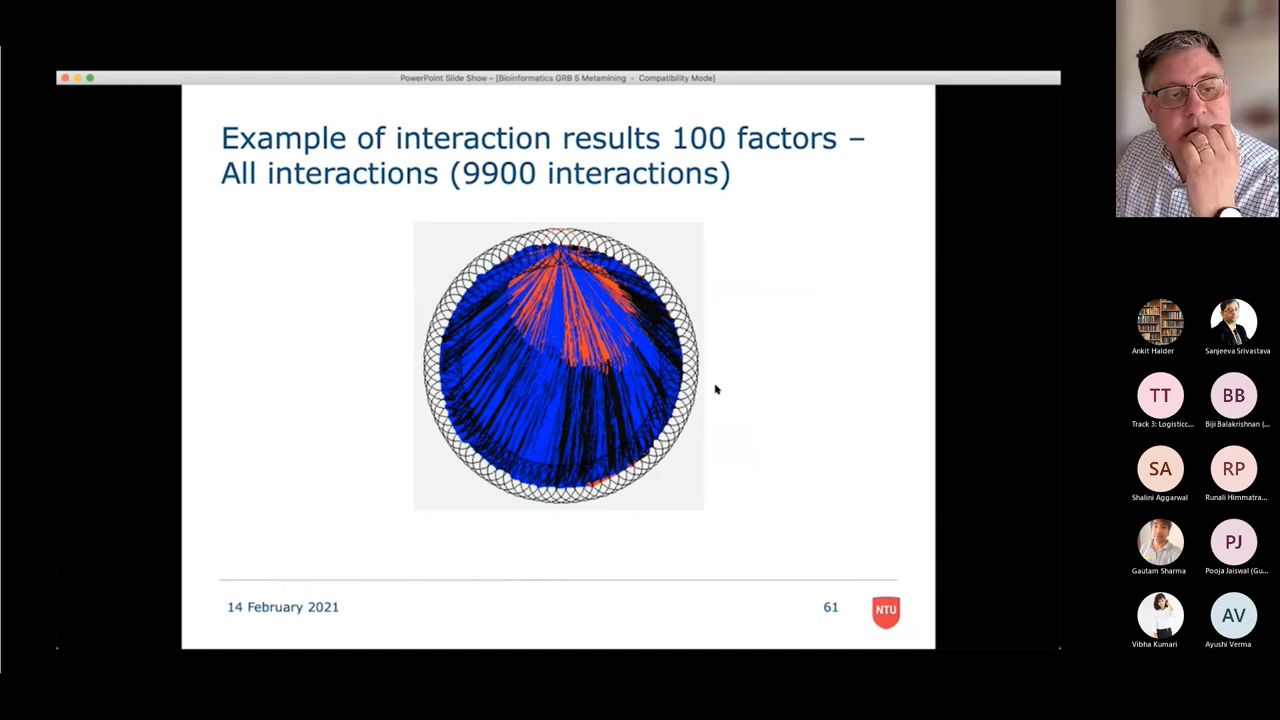 PowerPoint Slide Show – [Bioinformatics GRB 5 Metamining - Compatibility Mode]
Example of interaction results 100 factors –
All interactions (9900 interactions)
14 February 2021
61
NTU
Ankit Halder
Sanjeeva Srivastava
TT
BB
Track 3: Logisticc...
Biji Balakrishnan (...
SA
RP
Shalini Aggarwal
Runali Himmatra...
PJ
Gautam Sharma
Pooja Jaiswal (Gu...
AV
Vibha Kumari
Ayushi Verma